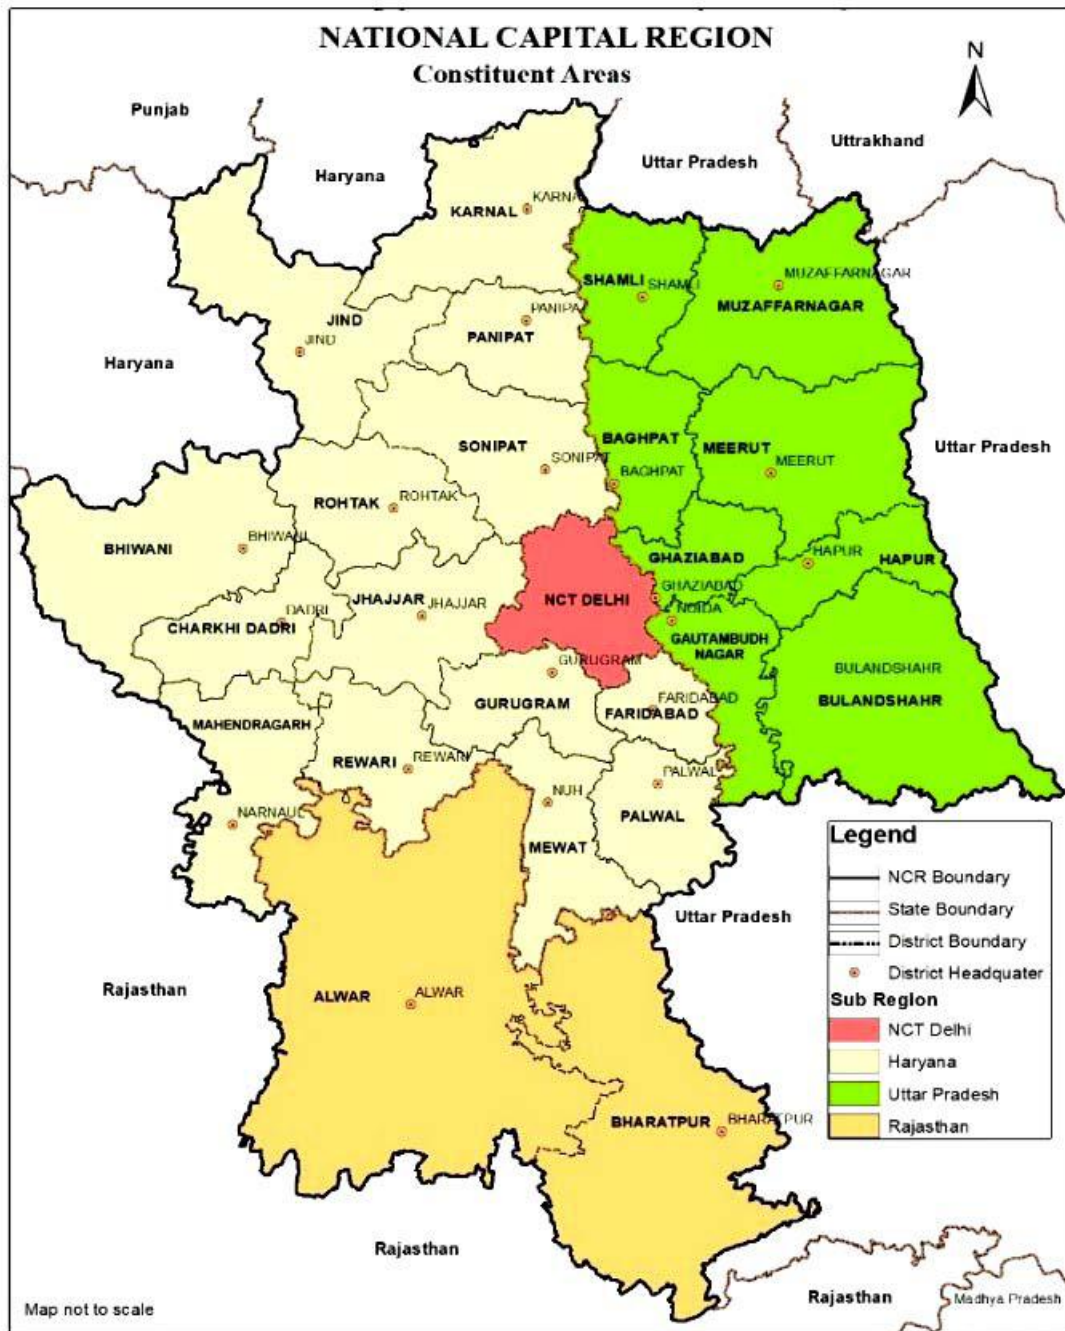 NATIONAL CAPITAL REGION
Constituent Areas
N
Punjab
Haryana
Uttar Pradesh
Uttrakhand
KARNA
KARNAL
SHAMLI
SHAMLI
MUZAFFARNAGAR
MUZAFFARNAGAR
JIND
JIND
PANIPA
PANIPAT
Haryana
SONIPAT
SONIPAT
BAGHPAT
BAGHPAT
MEERUT
MEERUT
Uttar Pradesh
ROHTAK
ROHTAK
BHIWANI
BHIWANI
GHAZIABAD
GHAZIABAD
HAPUR
HAPUR
JHAJJAR
JHAJJAR
NCT DELHI
NOIDA
DADRI
CHARKHI DADRI
GAUTAMBUDH
NAGAR
BULANDSHAHR
BULANDSHAHR
GURUGRAM
GURUGRAM
FARIDABAD
FARIDABAD
MAHENDRAGARH
REWARI
REWARI
NUH
PALWAL
PALWAL
NARNAUL
MEWAT
Uttar Pradesh
Rajasthan
ALWAR
ALWAR
BHARATPUR
BHARATPUR
Legend
NCR Boundary
State Boundary
District Boundary
District Headquater
Sub Region
NCT Delhi
Haryana
Uttar Pradesh
Rajasthan
Rajasthan
Rajasthan
Madhya Pradesh
Map not to scale